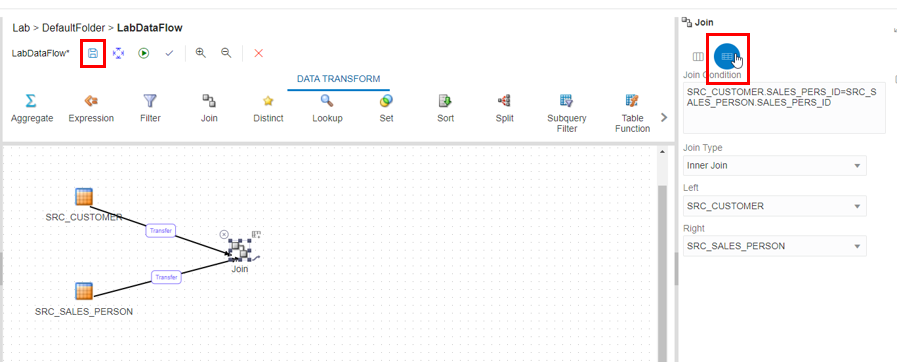 Lab > DefaultFolder > LabDataFlow
LabDataFlow*
DATA TRANSFORM
Aggregate
Expression
Filter
Join
Distinct
Lookup
Set
Sort
Split
Subquery
Filter
Table
Function
SRC_CUSTOMER
Transfer
Join
Transfer
SRC_SALES_PERSON
Join
Join Condition
SRC_CUSTOMER.SALES_PERS_ID=SRC_S
ALES_PERSON.SALES_PERS_ID
Join Type
Inner Join
Left
SRC_CUSTOMER
Right
SRC_SALES_PERSON